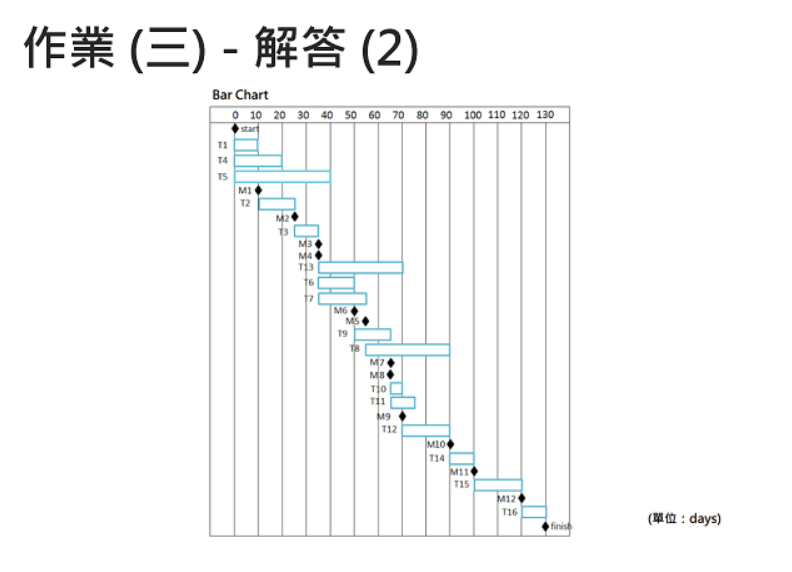 作業 (三) - 解答 (2)
Bar Chart
0 10 20 30 40 50 60 70 80 90 100 110 120 130
start
T1
T4
T5
M1
T2
M2
T3
M3
M4
T13
T6
T7
M6
M5
T9
T8
M7
M8
T10
T11
M9
T12
M10
T14
M11
T15
M12
T16
(單位：days)
finish